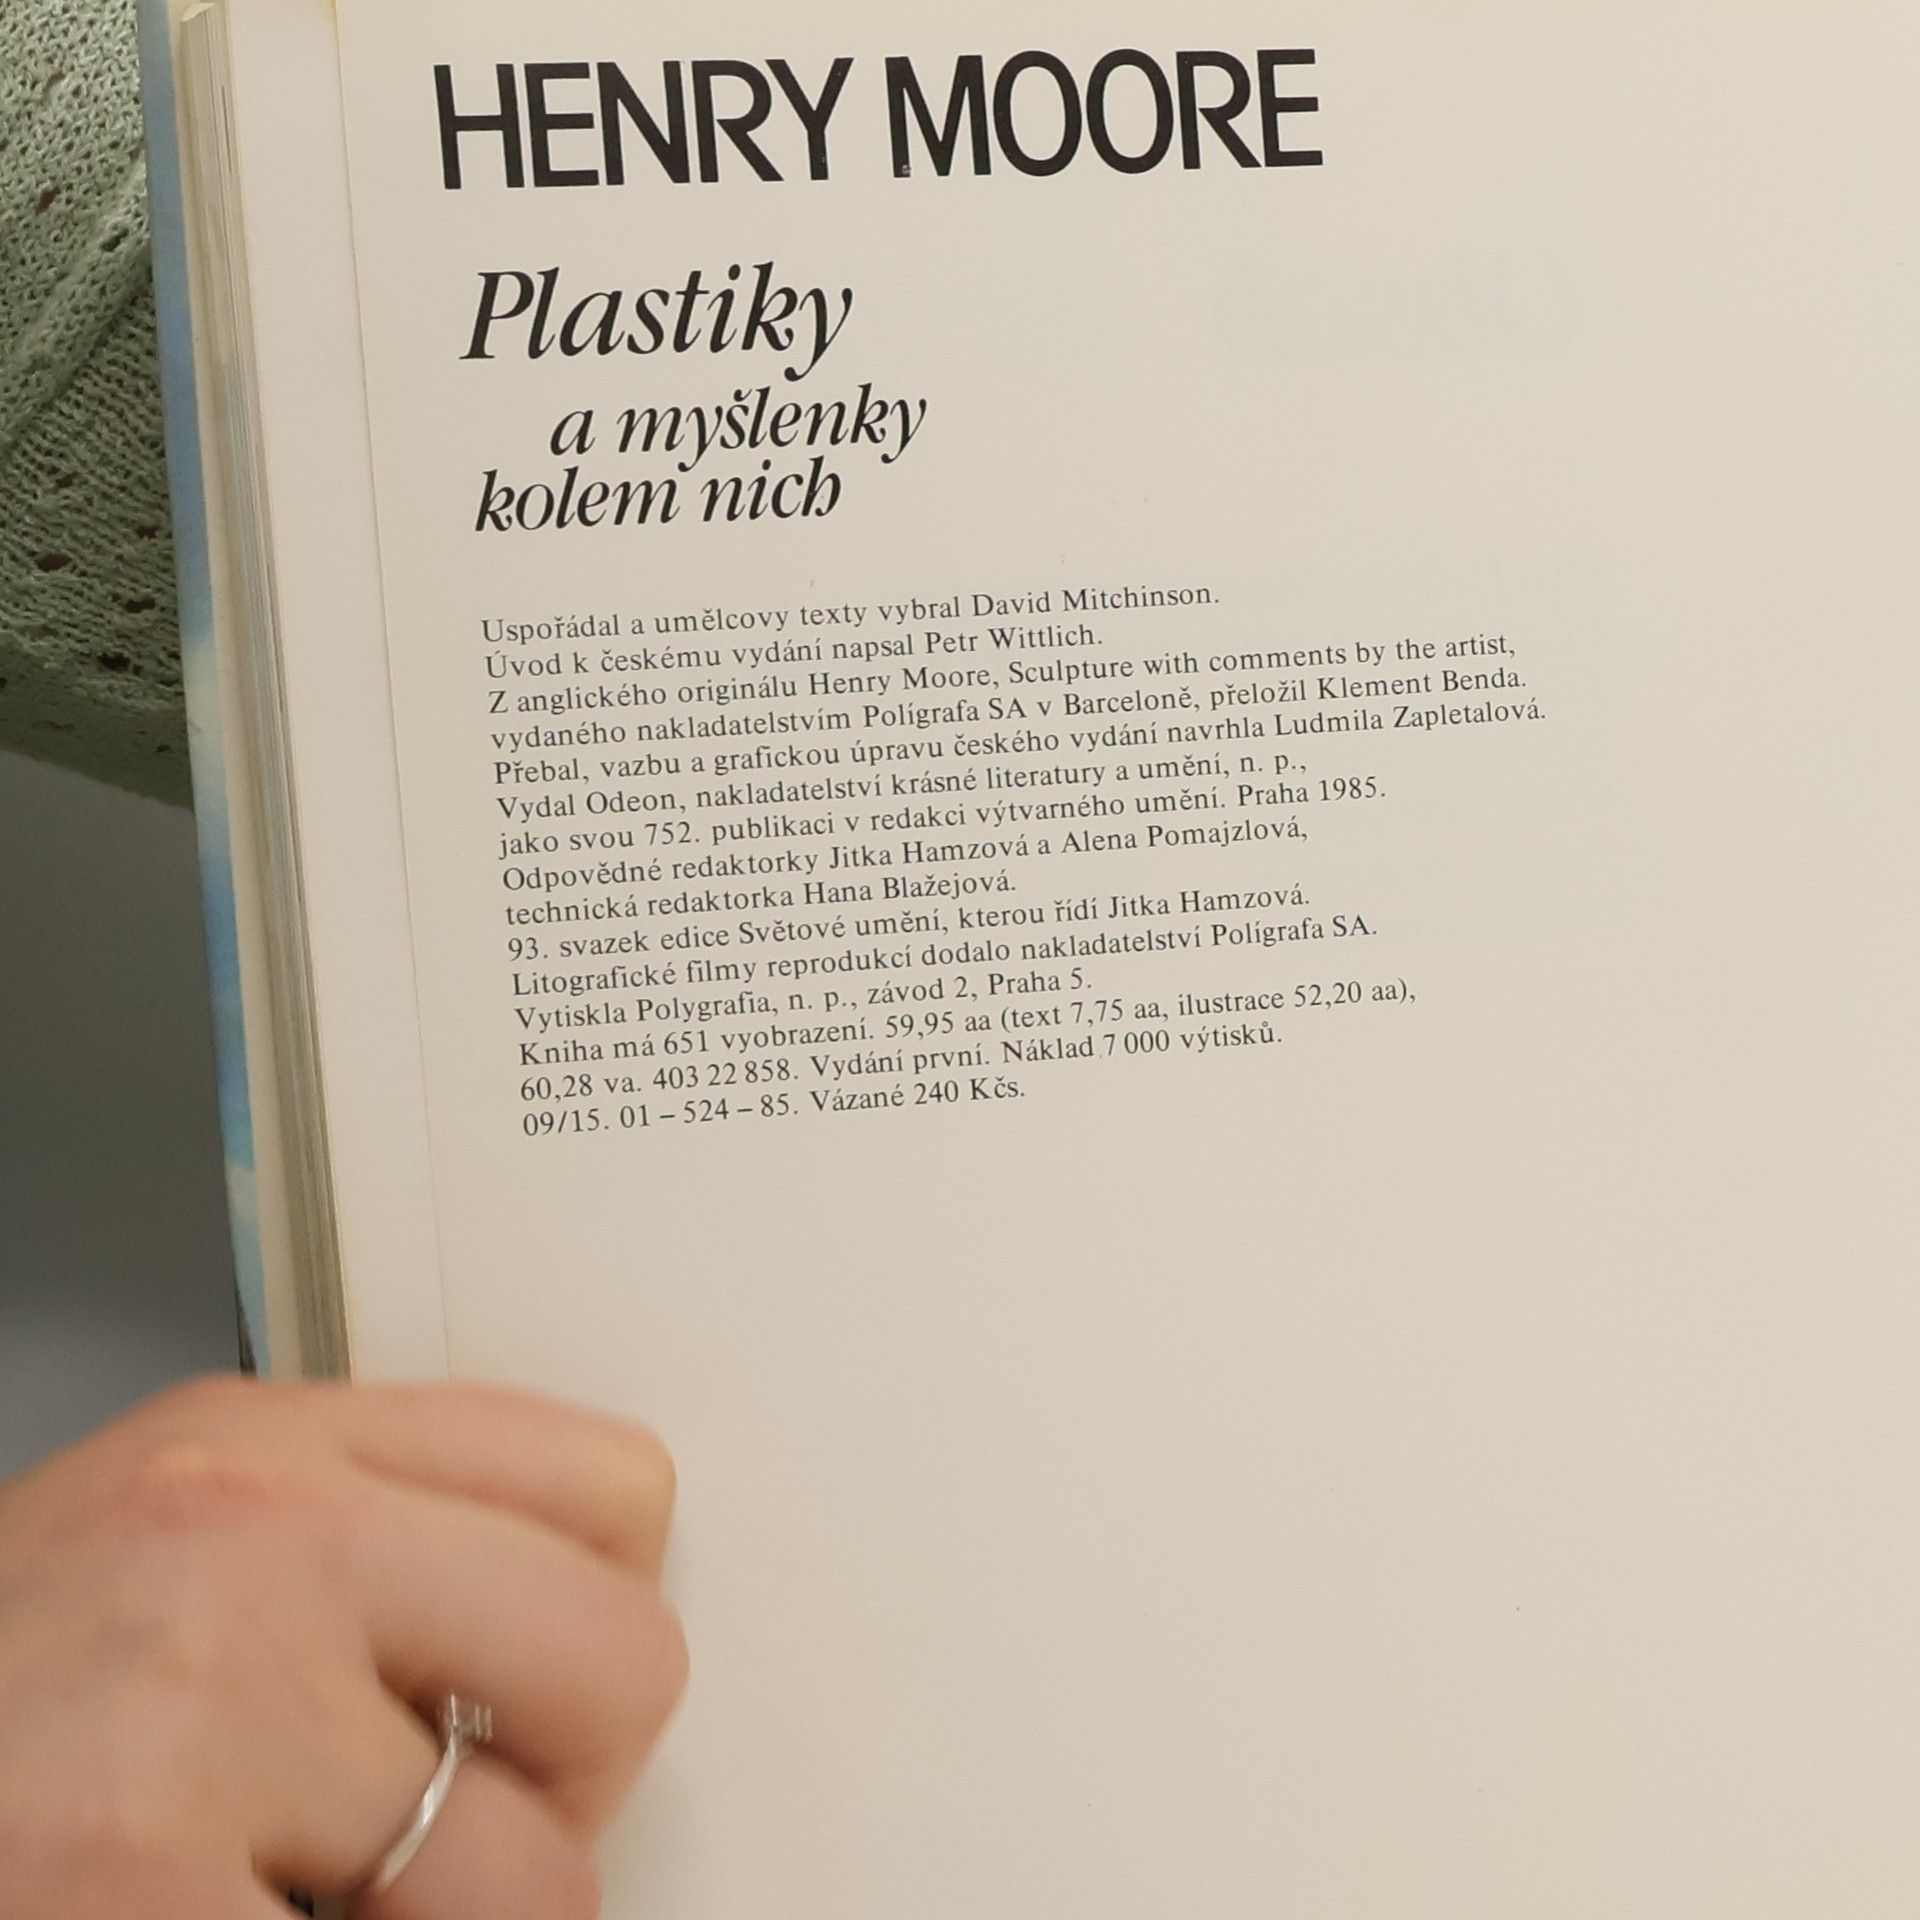 HENRY MOORE
Plastiky
a myšlenky
kolem nich
Uspořádal a umělcovy texty vybral David Mitchinson.
Úvod k českému vydání napsal Petr Wittlich.
Z anglického originálu Henry Moore, Sculpture with comments by the artist,
vydaného nakladatelstvím Polígrafa SA v Barceloně, přeložil Klement Benda.
Přebal, vazbu a grafickou úpravu českého vydání navrhla Ludmila Zapletalová.
Vydal Odeon, nakladatelství krásné literatury a umění, n. p.,
jako svou 752. publikaci v redakci výtvarného umění. Praha 1985.
Odpovědné redaktorky Jitka Hamzová a Alena Pomajzlová,
technická redaktorka Hana Blažejová.
93. svazek edice Světové umění, kterou řídí Jitka Hamzová.
Litografické filmy reprodukcí dodalo nakladatelství Polígrafa SA.
Vytiskla Polygrafia, n. p., závod 2, Praha 5.
Kniha má 651 vyobrazení. 59,95 aa (text 7,75 aa, ilustrace 52,20 aa),
60,28 va. 403 22 858. Vydání první. Náklad 7 000 výtisků.
09/15. 01 – 524 – 85. Vázané 240 Kčs.